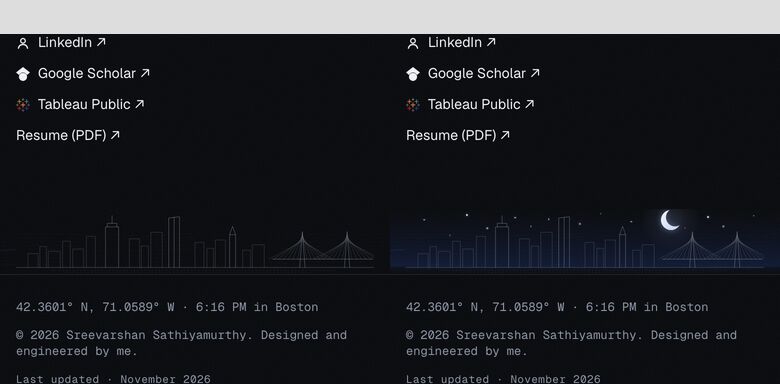 LinkedIn ↗
Google Scholar ↗
Tableau Public ↗
Resume (PDF) ↗
42.3601° N, 71.0589° W · 6:16 PM in Boston
© 2026 Sreevarshan Sathiyamurthy. Designed and
engineered by me.
Last updated · November 2026
LinkedIn ↗
Google Scholar ↗
Tableau Public ↗
Resume (PDF) ↗
42.3601° N, 71.0589° W · 6:16 PM in Boston
© 2026 Sreevarshan Sathiyamurthy. Designed and
engineered by me.
Last updated · November 2026